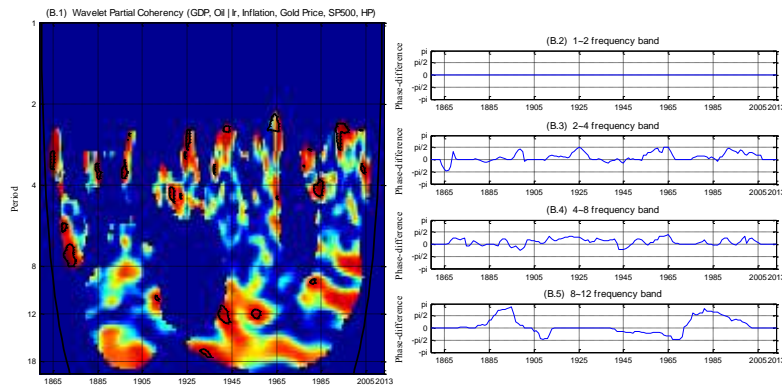 (B.1) Wavelet Partial Coherency (GDP, Oil | Ir, Inflation, Gold Price, SP500, HP)
Period
1
2
4
8
12
18
1865 1885 1905 1925 1945 1965 1985 2005 2013
(B.2) 1~2 frequency band
Phase-difference
pi
pi/2
0
-pi/2
-pi
1865 1885 1905 1925 1945 1965 1985 2005 2013
(B.3) 2~4 frequency band
Phase-difference
pi
pi/2
0
-pi/2
-pi
1865 1885 1905 1925 1945 1965 1985 2005 2013
(B.4) 4~8 frequency band
Phase-difference
pi
pi/2
0
-pi/2
-pi
1865 1885 1905 1925 1945 1965 1985 2005 2013
(B.5) 8~12 frequency band
Phase-difference
pi
pi/2
0
-pi/2
-pi
1865 1885 1905 1925 1945 1965 1985 2005 2013